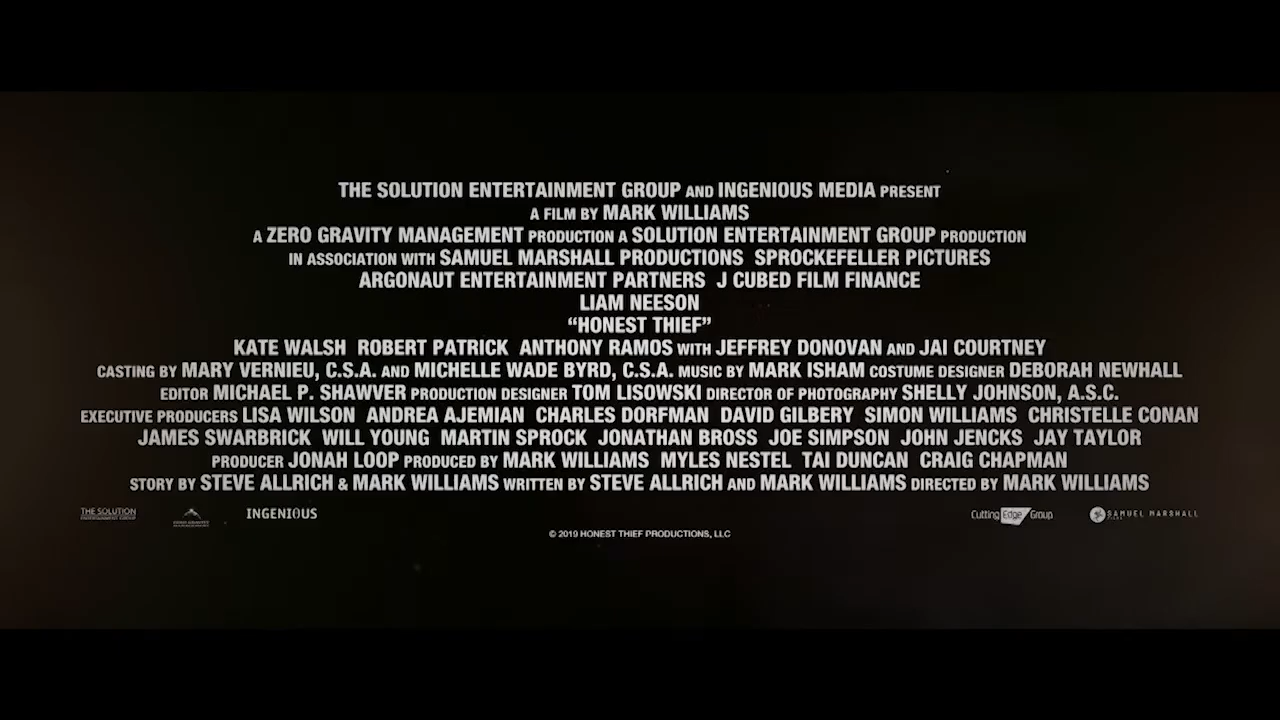 THE SOLUTION ENTERTAINMENT GROUP AND INGENIOUS MEDIA PRESENT
A FILM BY MARK WILLIAMS
A ZERO GRAVITY MANAGEMENT PRODUCTION A SOLUTION ENTERTAINMENT GROUP PRODUCTION
IN ASSOCIATION WITH SAMUEL MARSHALL PRODUCTIONS SPROCKEFELLER PICTURES
ARGONAUT ENTERTAINMENT PARTNERS J CUBED FILM FINANCE
LIAM NEESON
“HONEST THIEF”
KATE WALSH ROBERT PATRICK ANTHONY RAMOS WITH JEFFREY DONOVAN AND JAI COURTNEY
CASTING BY MARY VERNIEU, C.S.A. AND MICHELLE WADE BYRD, C.S.A. MUSIC BY MARK ISHAM COSTUME DESIGNER DEBORAH NEWHALL
EDITOR MICHAEL P. SHAWVER PRODUCTION DESIGNER TOM LISOWSKI DIRECTOR OF PHOTOGRAPHY SHELLY JOHNSON, A.S.C.
EXECUTIVE PRODUCERS LISA WILSON ANDREA AJEMIAN CHARLES DORFMAN DAVID GILBERY SIMON WILLIAMS CHRISTELLE CONAN
JAMES SWARBRICK WILL YOUNG MARTIN SPROCK JONATHAN BROSS JOE SIMPSON JOHN JENCKS JAY TAYLOR
PRODUCER JONAH LOOP PRODUCED BY MARK WILLIAMS MYLES NESTEL TAI DUNCAN CRAIG CHAPMAN
STORY BY STEVE ALLRICH & MARK WILLIAMS WRITTEN BY STEVE ALLRICH AND MARK WILLIAMS DIRECTED BY MARK WILLIAMS
THE SOLUTION
ENTERTAINMENT GROUP
INGENIOUS
Cutting Edge Group
SAMUEL MARSHALL
FILMS
© 2019 HONEST THIEF PRODUCTIONS, LLC